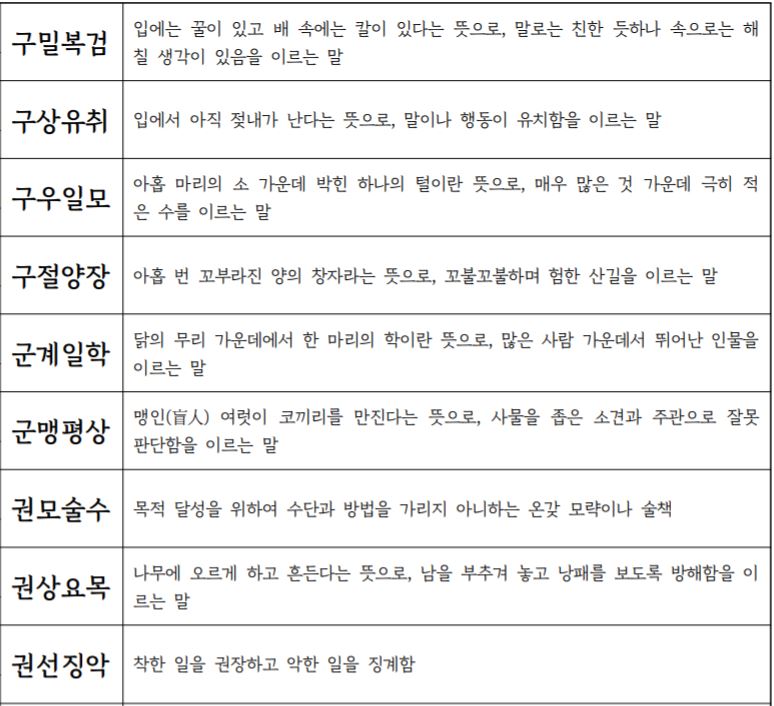 구밀복검
입에는 꿀이 있고 배 속에는 칼이 있다는 뜻으로, 말로는 친한 듯하나 속으로는 해
칠 생각이 있음을 이르는 말
구상유취
입에서 아직 젖내가 난다는 뜻으로, 말이나 행동이 유치함을 이르는 말
구우일모
아홉 마리의 소 가운데 박힌 하나의 털이란 뜻으로, 매우 많은 것 가운데 극히 적
은 수를 이르는 말
구절양장
아홉 번 꼬부라진 양의 창자라는 뜻으로, 꼬불꼬불하며 험한 산길을 이르는 말
군계일학
닭의 무리 가운데에서 한 마리의 학이란 뜻으로, 많은 사람 가운데서 뛰어난 인물을
이르는 말
군맹평상
맹인(盲人) 여럿이 코끼리를 만진다는 뜻으로, 사물을 좁은 소견과 주관으로 잘못
판단함을 이르는 말
권모술수
목적 달성을 위하여 수단과 방법을 가리지 아니하는 온갖 모략이나 술책
권상요목
나무에 오르게 하고 흔든다는 뜻으로, 남을 부추겨 놓고 낭패를 보도록 방해함을 이
르는 말
권선징악
착한 일을 권장하고 악한 일을 징계함